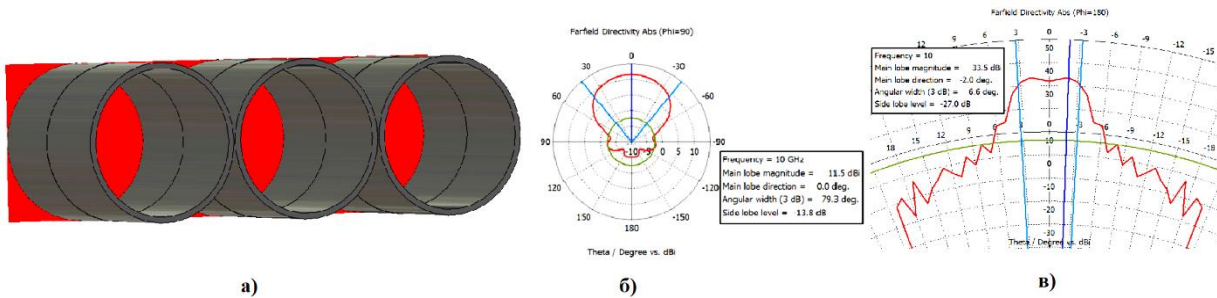 Farfield Directivity Abs (Phi=90)
0
-30 30 -30
-60 60 -60
90 -10 -5 0 5 10 -90
120 -120
150 -150
180
Theta / Degree vs. dBi
Frequency = 10 GHz
Main lobe magnitude = 11.5 dBi
Main lobe direction = 0.0 deg.
Angular width (3 dB) = 79.3 deg.
Side lobe level = -13.8 dB
Farfield Directivity Abs (Phi=180)
Frequency = 10
Main lobe magnitude = 33.5 dB
Main lobe direction = -2.0 deg.
Angular width (3 dB) = 6.6 deg.
Side lobe level = -27.0 dB
12 9 6 3 0 -3 -6 -9 -12 -15
50
40
30
20
10
0
-10
-20
-30
Theta / Degree vs. dBi
а)
б)
в)